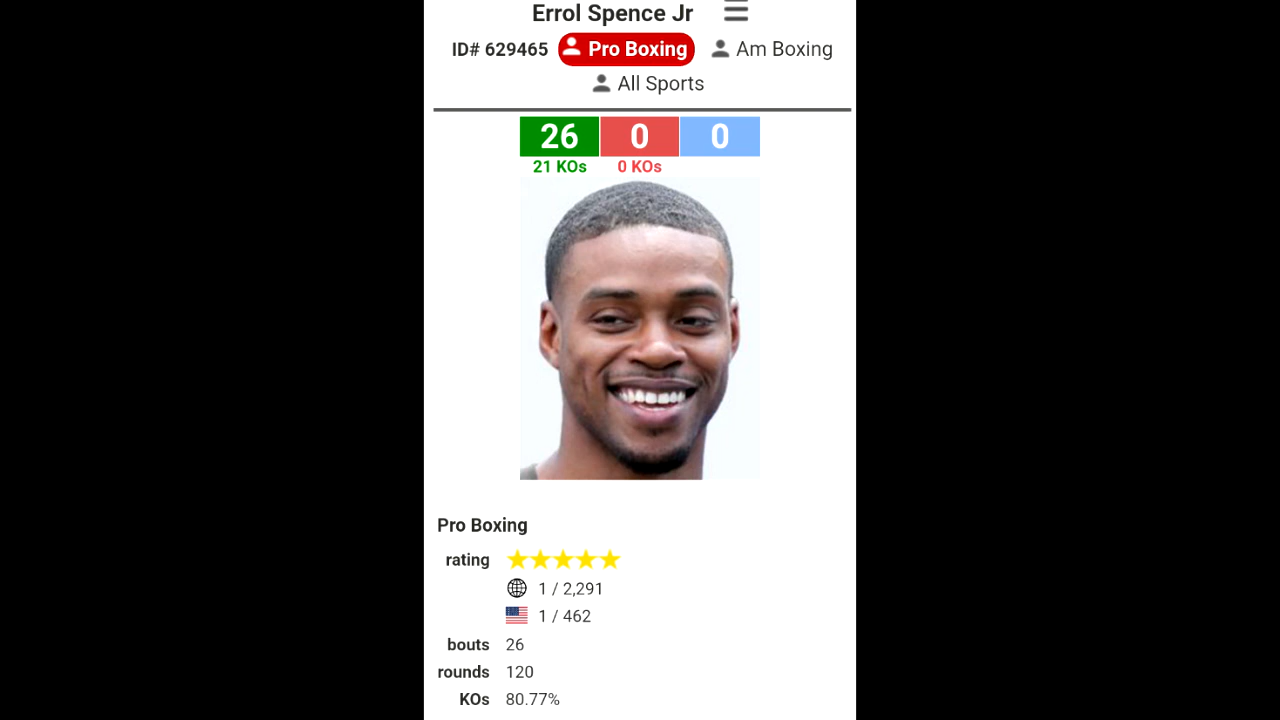 Errol Spence Jr
ID# 629465 Pro Boxing Am Boxing
All Sports
26 0 0
21 KOs 0 KOs
Pro Boxing
rating
1 / 2,291
1 / 462
bouts 26
rounds 120
KOs 80.77%